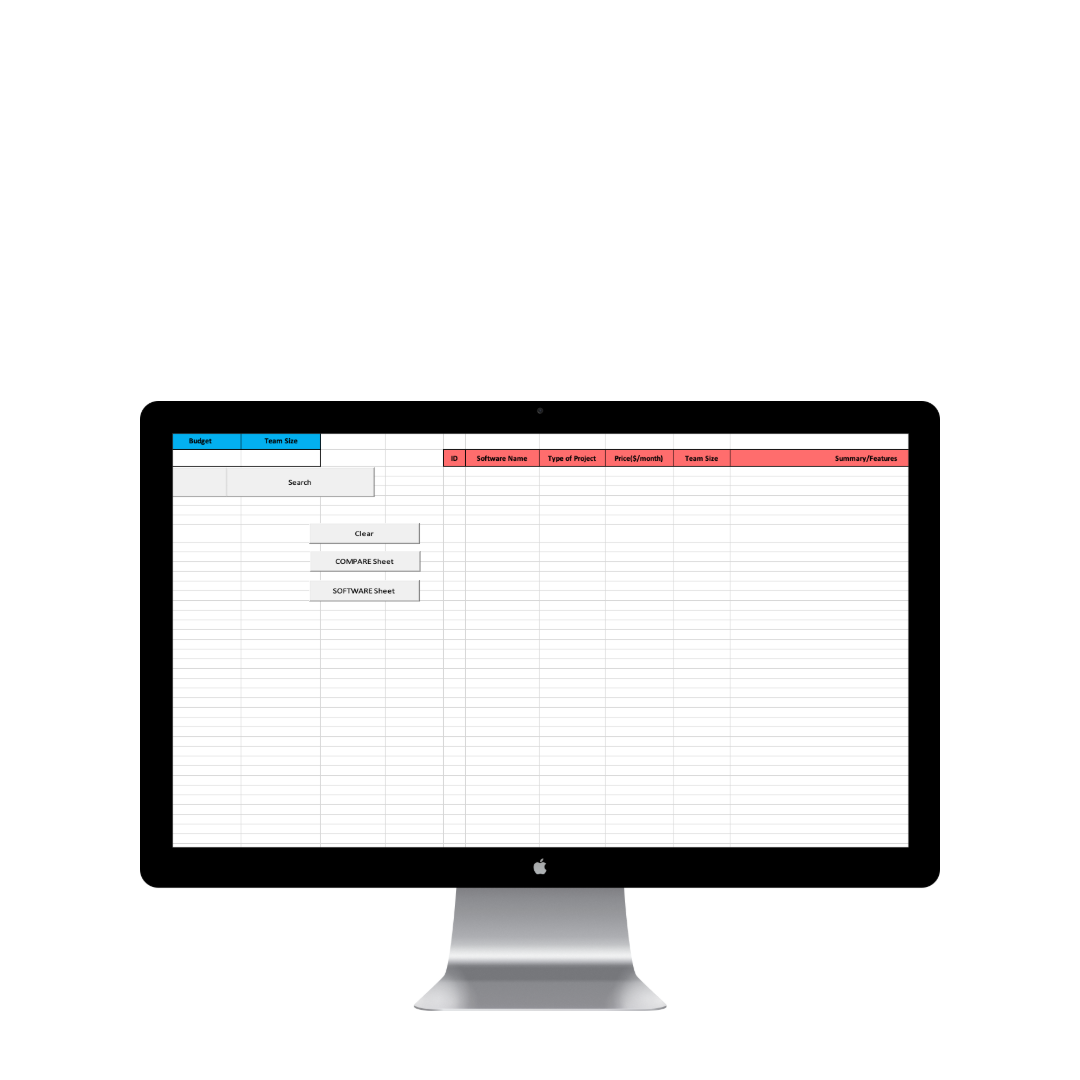 Budget Team Size
ID Software Name Type of Project Price($/month) Team Size Summary/Features
Search
Clear
COMPARE Sheet
SOFTWARE Sheet